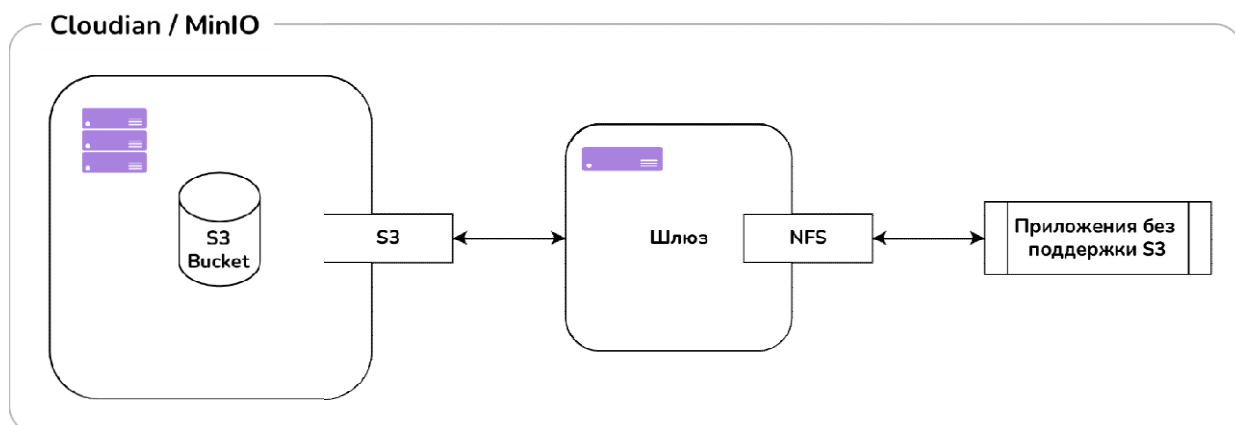 Cloudian / MinIO
S3
Bucket
S3
Шлюз
NFS
Приложения без
поддержки S3